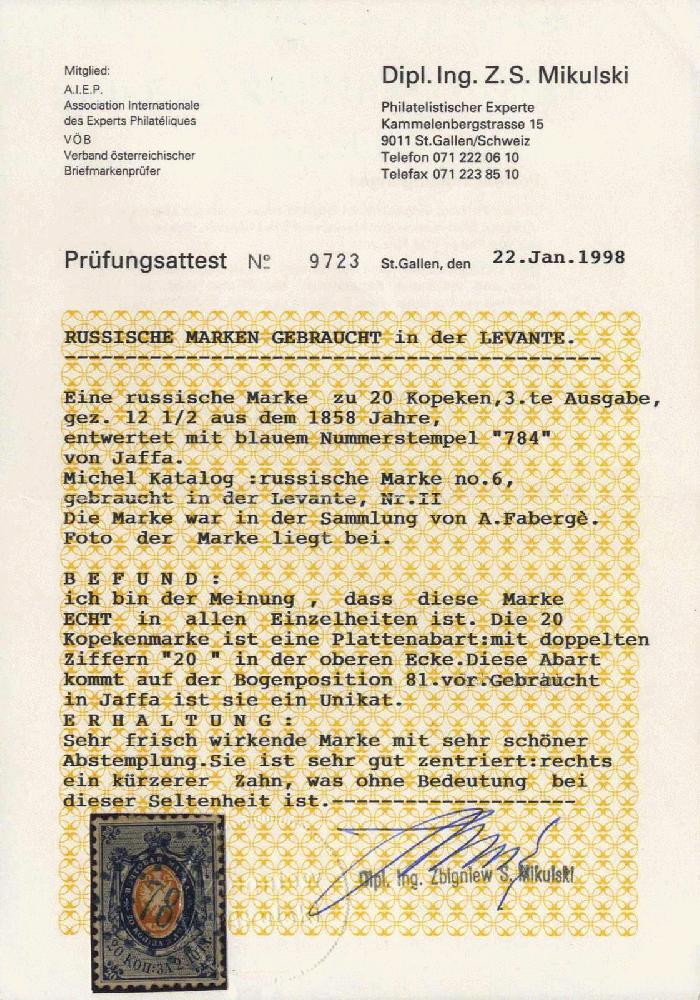 Mitglied:
A.I.E.P.
Association Internationale
des Experts Philatéliques
VÖB
Verband österreichischer
Briefmarkenprüfer
Dipl. Ing. Z. S. Mikulski
Philatelistischer Experte
Kammelenbergstrasse 15
9011 St.Gallen/Schweiz
Telefon 071 222 06 10
Telefax 071 223 85 10
Prüfungsattest Nº 9723 St.Gallen, den 22.Jan.1998
RUSSISCHE MARKEN GEBRAUCHT in der LEVANTE.
Eine russische Marke zu 20 Kopeken,3.te Ausgabe,
gez. 12 1/2 aus dem 1858 Jahre,
entwertet mit blauem Nummerstempel "784"
von Jaffa.
Michel Katalog :russische Marke no.6,
gebraucht in der Levante, Nr.II
Die Marke war in der Sammlung von A.Fabergè.
Foto der Marke liegt bei.
B E F U N D :
ich bin der Meinung , dass diese Marke
ECHT in allen Einzelheiten ist. Die 20
Kopekenmarke ist eine Plattenabart:mit doppelten
Ziffern "20 " in der oberen Ecke.Diese Abart
kommt auf der Bogenposition 81.vor.Gebraucht
in Jaffa ist sie ein Unikat.
E R H A L T U N G :
Sehr frisch wirkende Marke mit sehr schöner
Abstemplung.Sie ist sehr gut zentriert:rechts
ein kürzerer Zahn, was ohne Bedeutung bei
dieser Seltenheit ist.--------------------
Dipl. Ing. Zbigniew S. Mikulski
78
20 КОП: ЗА 2 ЛОТ.